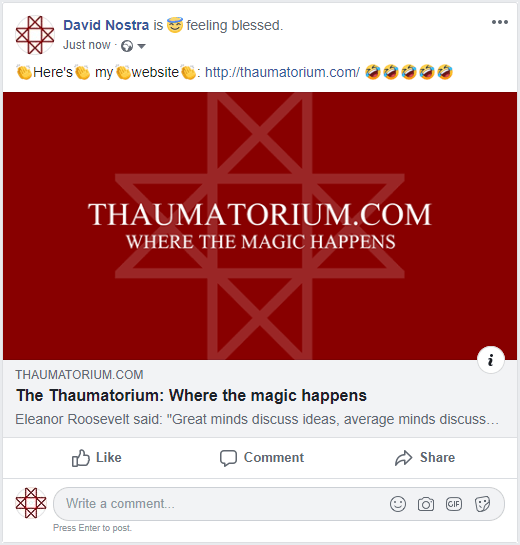 David Nostra is 😇 feeling blessed.
Just now ·
👏Here's👏 my👏website👏: http://thaumatorium.com/ 🤣🤣🤣🤣🤣
THAUMATORIUM.COM
WHERE THE MAGIC HAPPENS
i
THAUMATORIUM.COM
The Thaumatorium: Where the magic happens
Eleanor Roosevelt said: "Great minds discuss ideas, average minds discuss…
Like Comment Share
Write a comment... GIF
Press Enter to post.